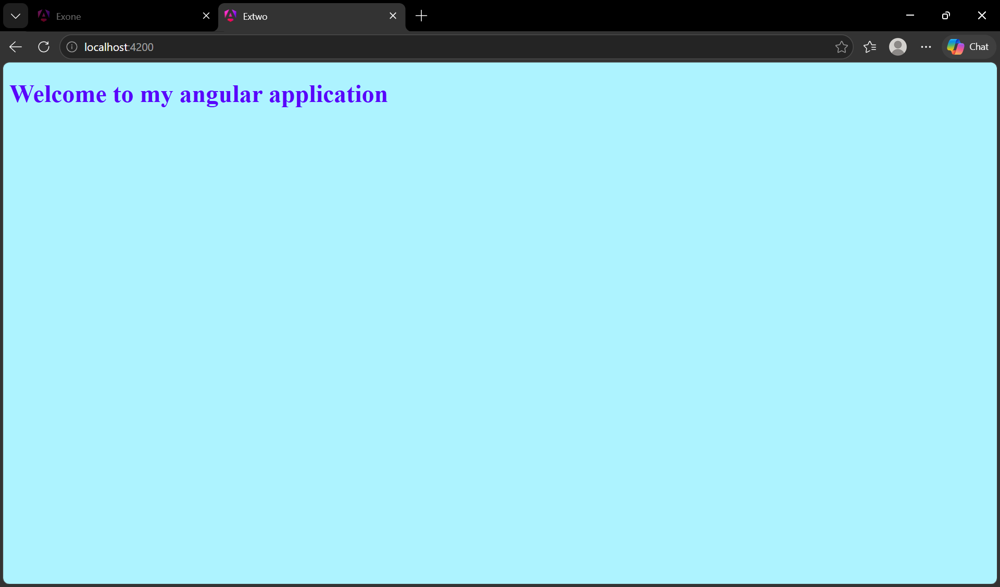 Exone
Extwo
localhost:4200
Chat
Welcome to my angular application